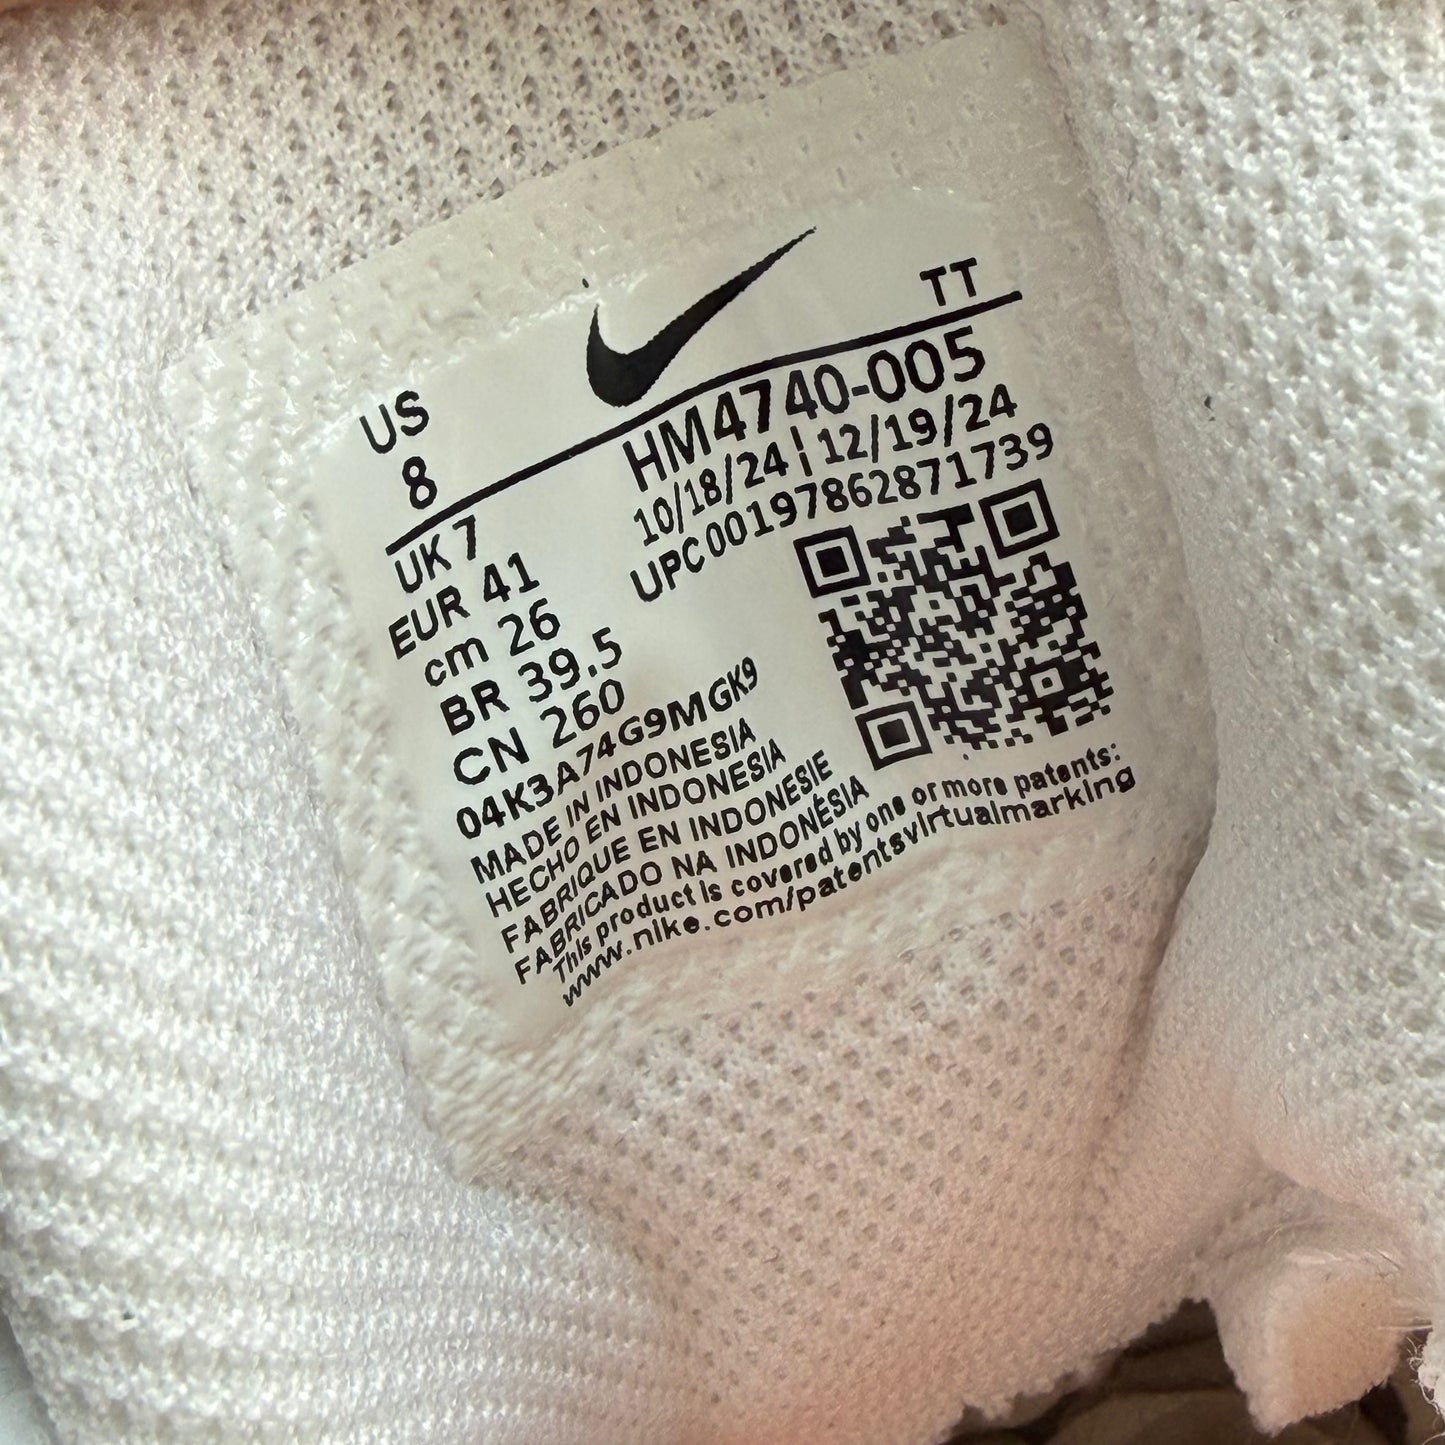 TT
US
8
HM4740-005
10/18/24 | 12/19/24
UPC00197862871739
UK 7
EUR 41
cm 26
BR 39.5
CN 260
04K3A74G9MGK9
MADE IN INDONESIA
HECHO EN INDONESIA
FABRIQUE EN INDONESIE
FABRICADO NA INDONÉSIA
This product is covered by one or more patents:
www.nike.com/patentsvirtualmarking